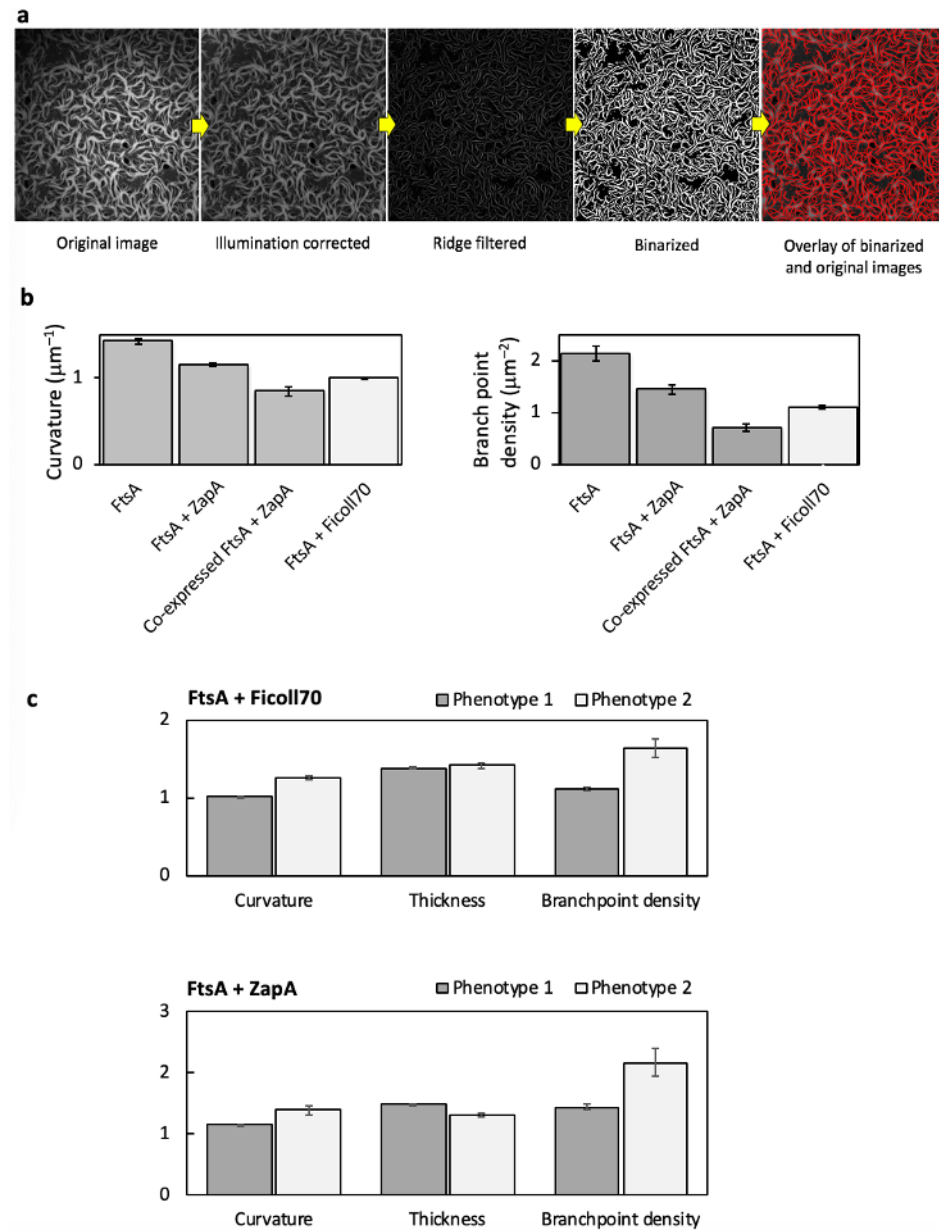 a
Original image
Illumination corrected
Ridge filtered
Binarized
Overlay of binarized
and original images
b
Curvature (μm⁻¹)
1
0
FtsA
FtsA + ZapA
Co-expressed FtsA + ZapA
FtsA + Ficoll70
Branch point
density (μm⁻²)
2
1
0
FtsA
FtsA + ZapA
Co-expressed FtsA + ZapA
FtsA + Ficoll70
c
FtsA + Ficoll70
Phenotype 1
Phenotype 2
2
1
0
Curvature
Thickness
Branchpoint density
FtsA + ZapA
Phenotype 1
Phenotype 2
3
2
1
0
Curvature
Thickness
Branchpoint density